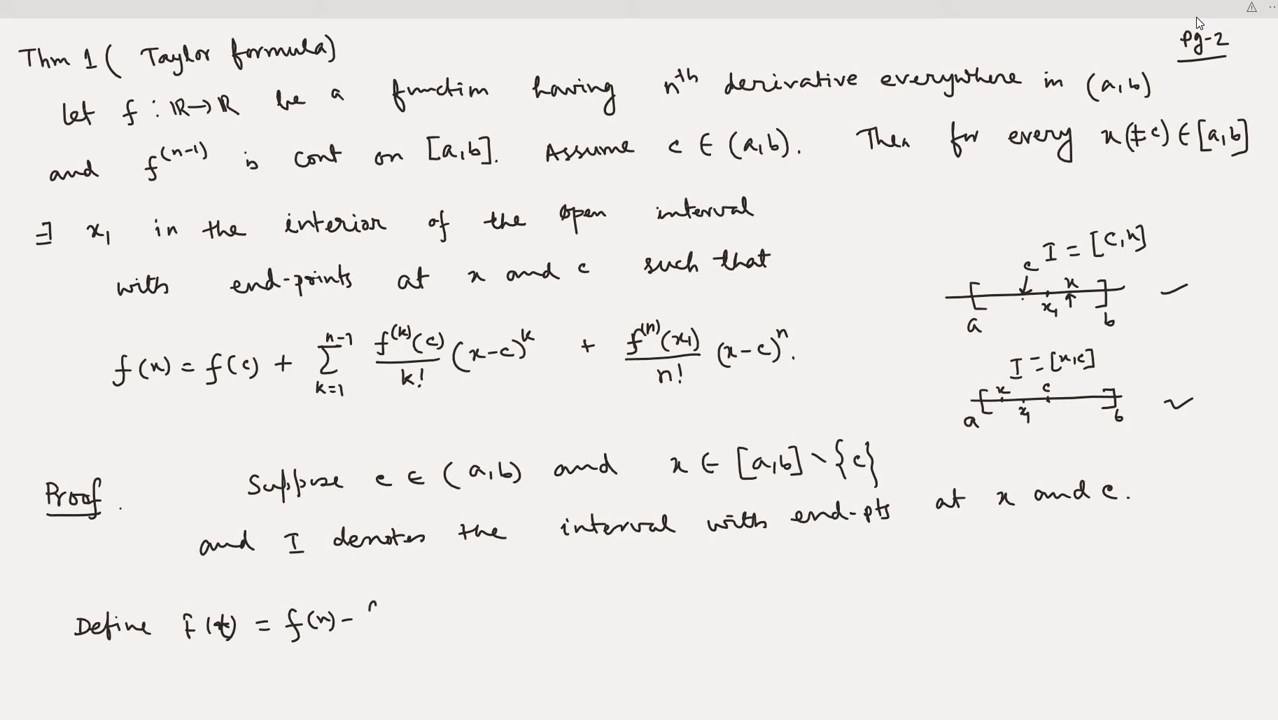 Pg-2
Thm 1 ( Taylor formula)
Let f : ℝ→ℝ be a function having nth derivative everywhere in (a,b)
and f^(n-1) is cont on [a,b]. Assume c ∈ (a,b). Then for every x(≠c) ∈ [a,b]
∃ x₁ in the interior of the open interval
with end-points at x and c such that
f(x) = f(c) + ∑_{k=1}^{n-1} f^(k)(c)/k! (x-c)^k + f^(n)(x₁)/n! (x-c)^n.
I = [c,x]
c x
x₁
a b
I = [x,c]
x c
x₁
a b
Proof. Suppose c ∈ (a,b) and x ∈ [a,b] \ {c}
and I denotes the interval with end-pts at x and c.
Define F(t) = f(x) -